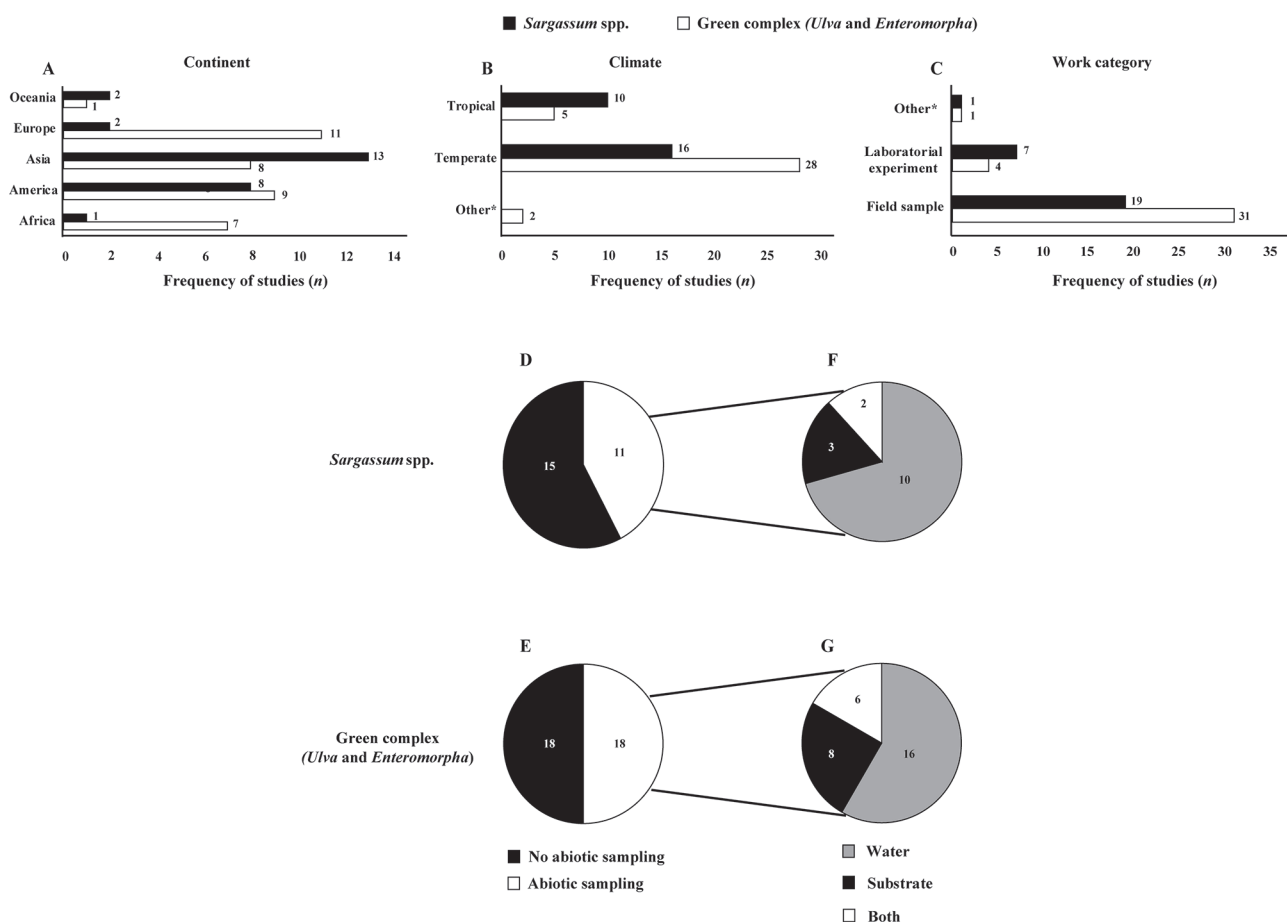 Sargassum spp.
Green complex (Ulva and Enteromorpha)
A
Continent
Oceania
2
1
Europe
2
11
Asia
13
8
America
8
9
Africa
1
7
0 2 4 6 8 10 12 14
Frequency of studies (n)
B
Climate
Tropical
10
5
Temperate
16
28
Other*
2
0 5 10 15 20 25 30
Frequency of studies (n)
C
Work category
Other*
1
1
Laboratorial
experiment
7
4
Field sample
19
31
0 5 10 15 20 25 30 35
Frequency of studies (n)
D
F
Sargassum spp.
15
11
2
3
10
E
G
Green complex
(Ulva and Enteromorpha)
18
18
6
8
16
No abiotic sampling
Abiotic sampling
Water
Substrate
Both